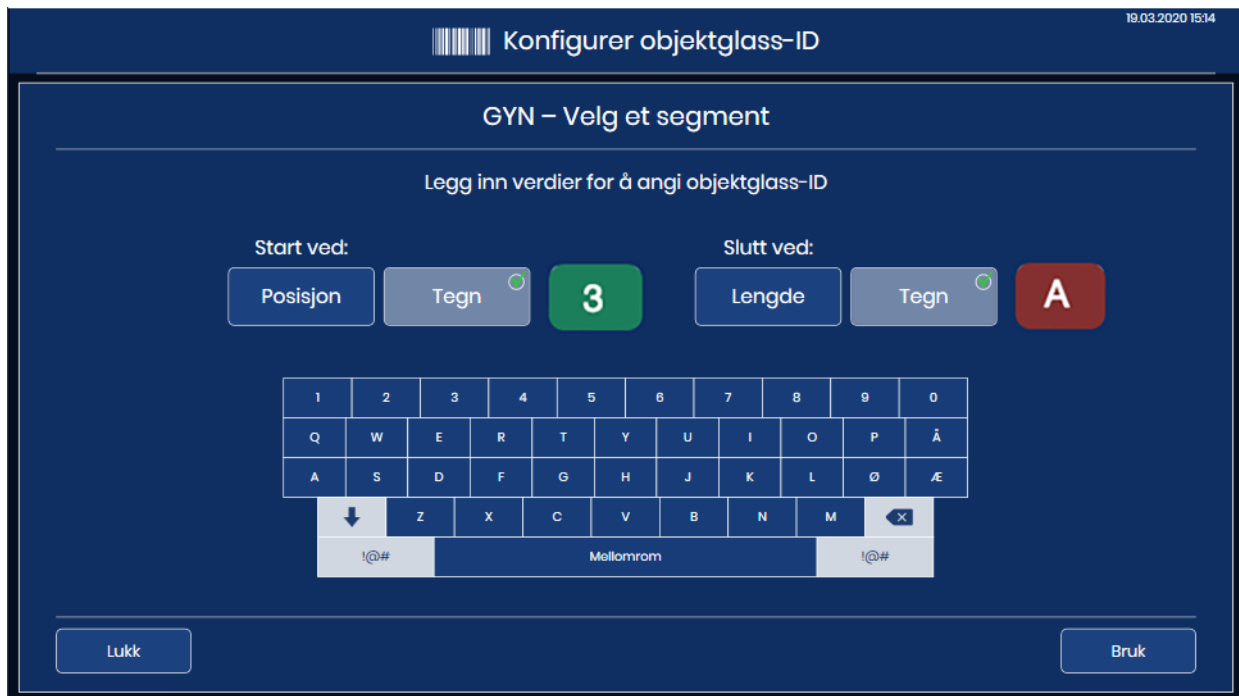 19.03.2020 15:14
Konfigurer objektglass-ID
GYN – Velg et segment
Legg inn verdier for å angi objektglass-ID
Start ved: Slutt ved:
Posisjon Tegn 3 Lengde Tegn A
1 2 3 4 5 6 7 8 9 0
Q W E R T Y U I O P Å
A S D F G H J K L Ø Æ
Z X C V B N M
!@# Mellomrom !@#
Lukk Bruk